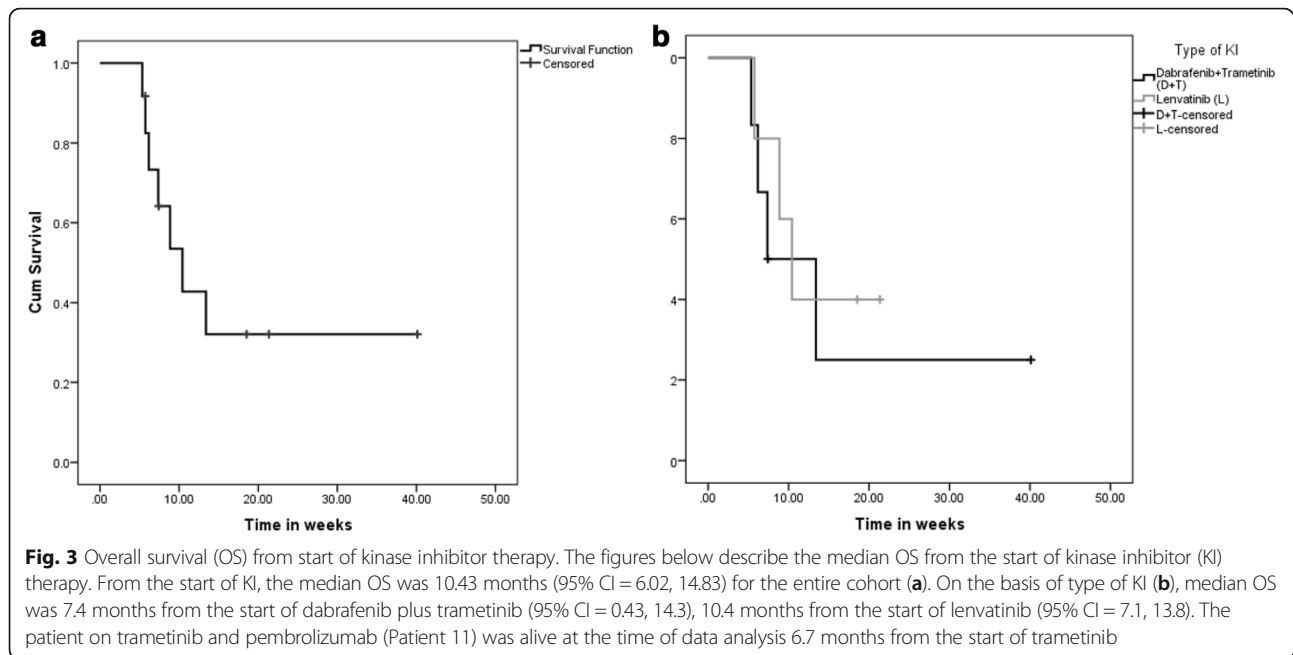 a
Survival Function
Censored
1.0
0.8
0.6
0.4
0.2
0.0
Cum Survival
.00 10.00 20.00 30.00 40.00 50.00
Time in weeks
b
Type of KI
Dabrafenib+Trametinib
(D+T)
Lenvatinib (L)
D+T-censored
L-censored
.0
.8
.6
.4
.2
.0
.00 10.00 20.00 30.00 40.00 50.00
Time in weeks
Fig. 3 Overall survival (OS) from start of kinase inhibitor therapy. The figures below describe the median OS from the start of kinase inhibitor (KI)
therapy. From the start of KI, the median OS was 10.43 months (95% CI = 6.02, 14.83) for the entire cohort (a). On the basis of type of KI (b), median OS
was 7.4 months from the start of dabrafenib plus trametinib (95% CI = 0.43, 14.3), 10.4 months from the start of lenvatinib (95% CI = 7.1, 13.8). The
patient on trametinib and pembrolizumab (Patient 11) was alive at the time of data analysis 6.7 months from the start of trametinib